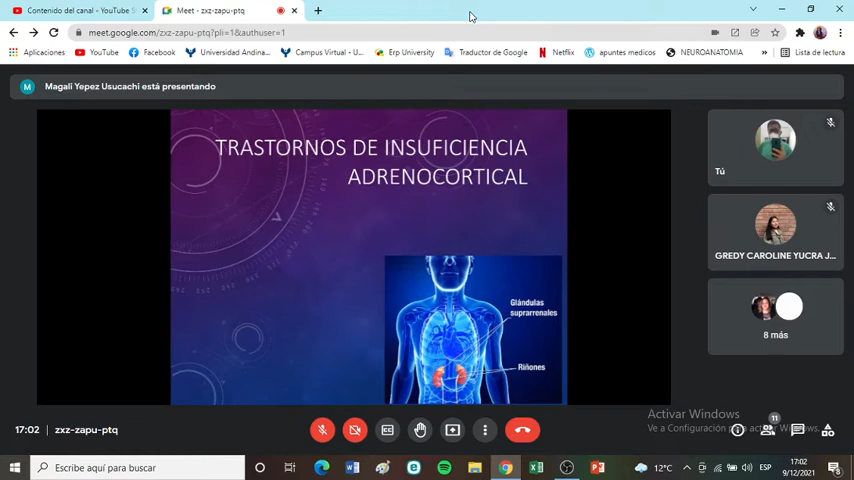 Contenido del canal - YouTube S
Meet - zxz-zapu-ptq
meet.google.com/zxz-zapu-ptq?pli=1&authuser=1
Aplicaciones
YouTube
Facebook
Universidad Andina...
Campus Virtual - U...
Erp University
Traductor de Google
Netflix
apuntes medicos
NEUROANATOMIA
»
Lista de lectura
M
Magali Yepez Usucachi está presentando
TRASTORNOS DE INSUFICIENCIA
ADRENOCORTICAL
Glándulas
suprarrenales
Riñones
Tú
GREDY CAROLINE YUCRA J...
8 más
17:02
zxz-zapu-ptq
CC
11
Activar Windows
Ve a Configuración para activar Windows.
Escribe aquí para buscar
12°C
ESP
17:02
9/12/2021
8